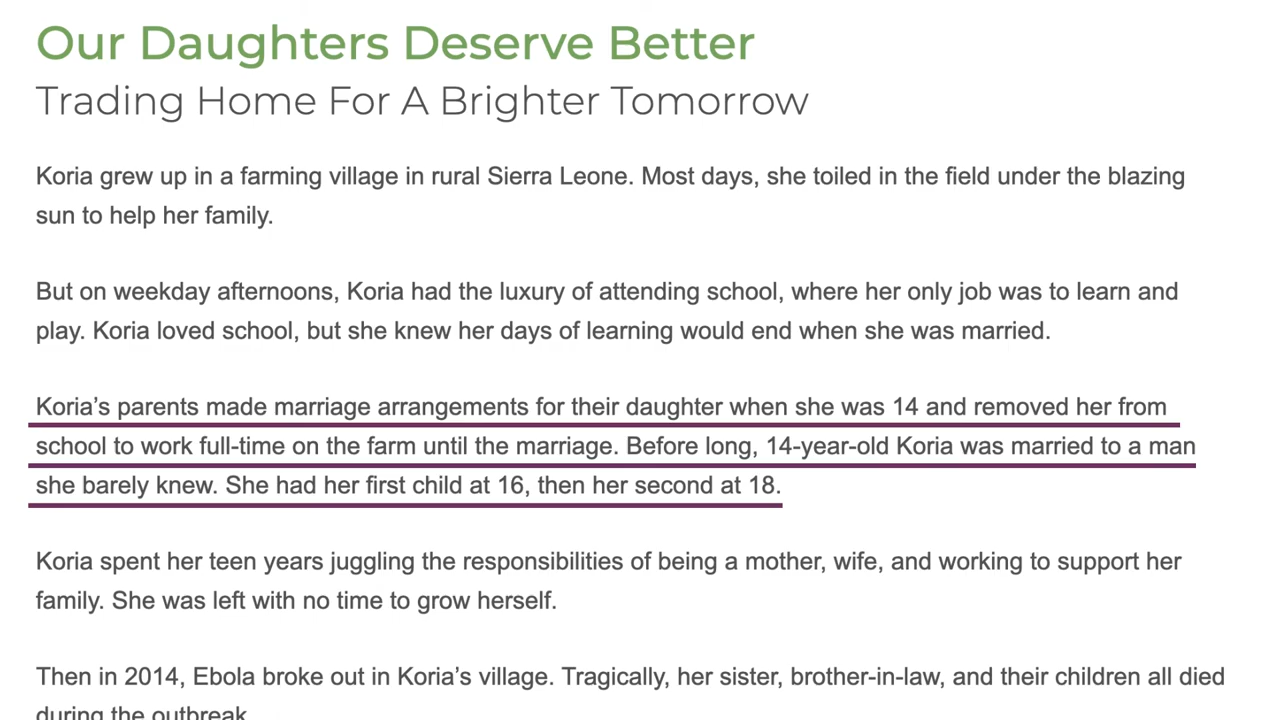 Our Daughters Deserve Better
Trading Home For A Brighter Tomorrow
Koria grew up in a farming village in rural Sierra Leone. Most days, she toiled in the field under the blazing
sun to help her family.
But on weekday afternoons, Koria had the luxury of attending school, where her only job was to learn and
play. Koria loved school, but she knew her days of learning would end when she was married.
Koria’s parents made marriage arrangements for their daughter when she was 14 and removed her from
school to work full-time on the farm until the marriage. Before long, 14-year-old Koria was married to a man
she barely knew. She had her first child at 16, then her second at 18.
Koria spent her teen years juggling the responsibilities of being a mother, wife, and working to support her
family. She was left with no time to grow herself.
Then in 2014, Ebola broke out in Koria’s village. Tragically, her sister, brother-in-law, and their children all died
during the outbreak.